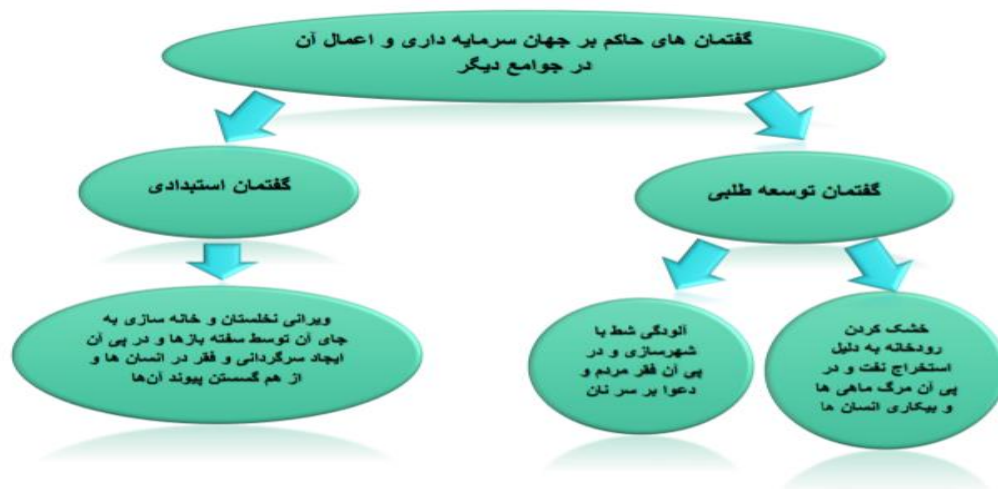 گفتمان های حاکم بر جهان سرمایه داری و اعمال آن
در جوامع دیگر
گفتمان توسعه طلبی
گفتمان استبدادی
خشک کردن
رودخانه به دلیل
استخراج نفت و در
پی آن مرگ ماهی ها
و بیکاری انسان ها
آلودگی شط با
شهرسازی و در
پی آن فقر مردم و
دعوا بر سر نان
ویرانی نخلستان و خانه سازی به
جای آن توسط سفته بازها و در پی آن
ایجاد سرگردانی و فقر در انسان ها و
از هم گسستن پیوند آن‌ها